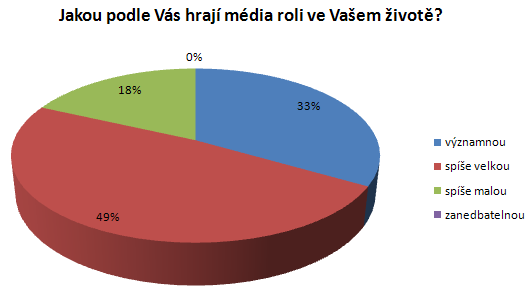 Jakou podle Vás hrají média roli ve Vašem životě?
0%
18%
33%
49%
významnou
spíše velkou
spíše malou
zanedbatelnou